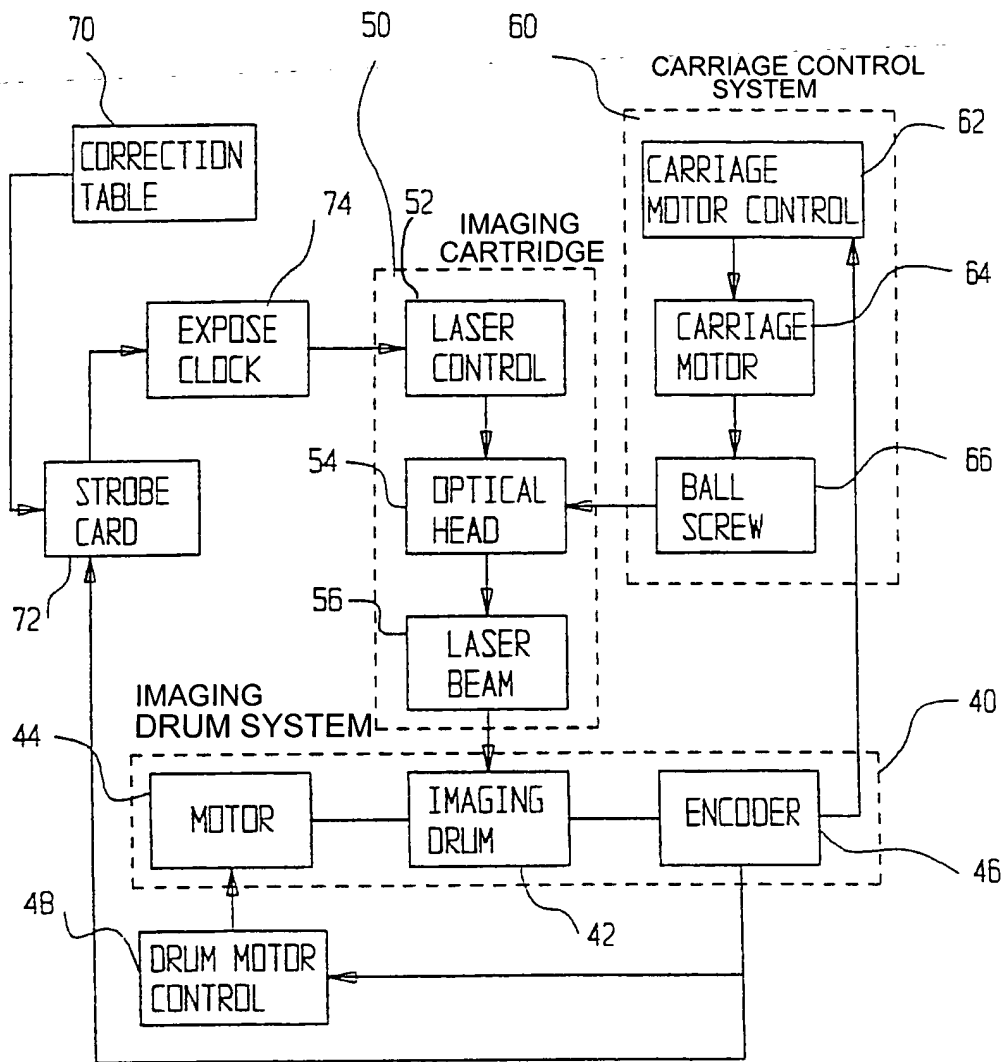 70
50
60
CARRIAGE CONTROL
SYSTEM
62
CORRECTION
TABLE
CARRIAGE
MOTOR CONTROL
74
52
IMAGING
CARTRIDGE
64
EXPOSE
CLOCK
LASER
CONTROL
CARRIAGE
MOTOR
54
66
STROBE
CARD
OPTICAL
HEAD
BALL
SCREW
72
56
LASER
BEAM
IMAGING
DRUM SYSTEM
40
44
MOTOR
IMAGING
DRUM
ENCODER
46
48
42
DRUM MOTOR
CONTROL